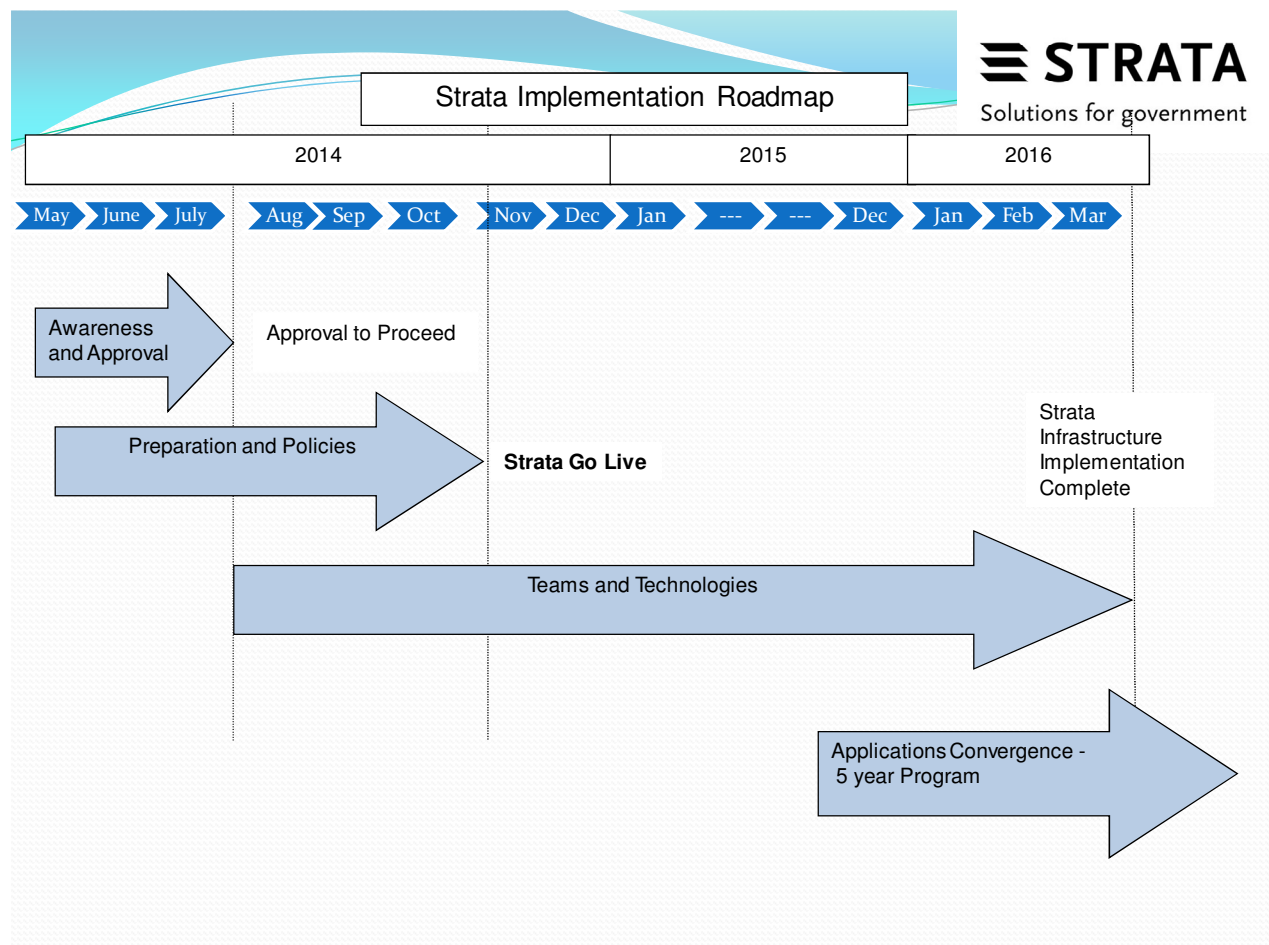 STRATA
Solutions for government
Strata Implementation Roadmap
2014 2015 2016
May June July Aug Sep Oct Nov Dec Jan --- --- Dec Jan Feb Mar
Awareness
and Approval
Approval to Proceed
Preparation and Policies
Strata Go Live
Strata
Infrastructure
Implementation
Complete
Teams and Technologies
Applications Convergence -
5 year Program